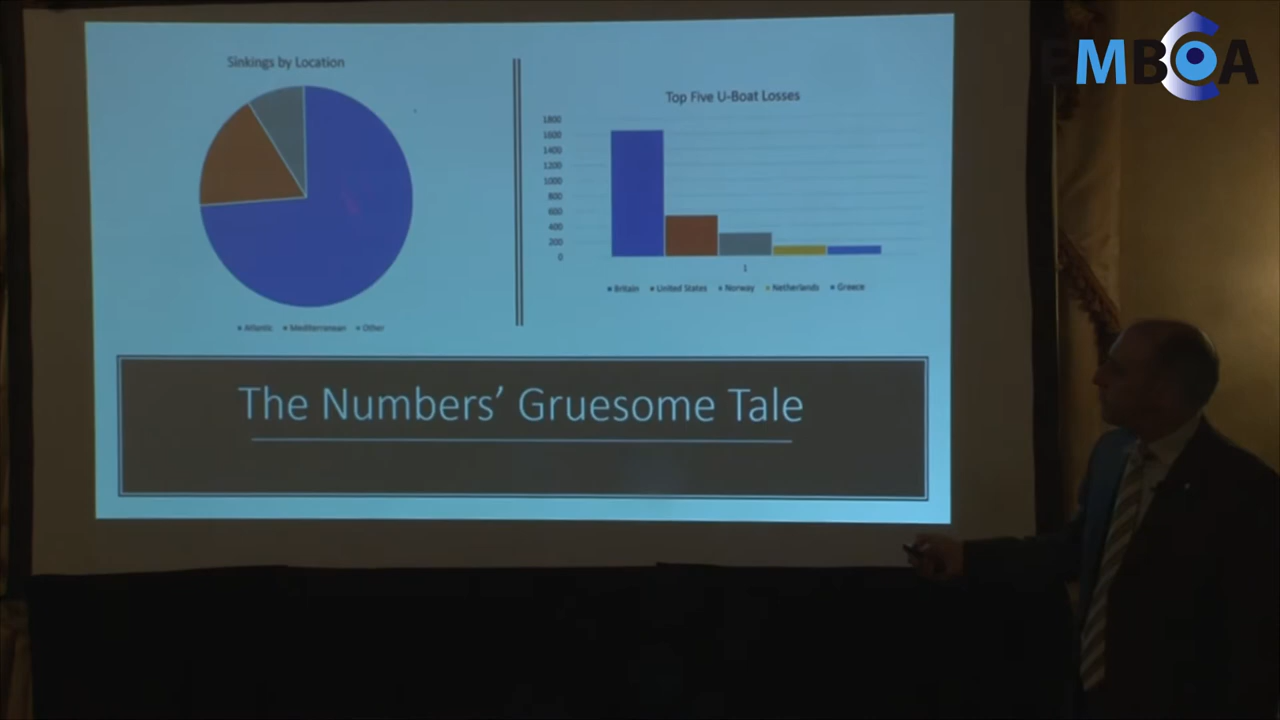 EMBCA
Sinkings by Location
Atlantic Mediterranean Other
Top Five U-Boat Losses
1800
1600
1400
1200
1000
800
600
400
200
0
1
Britain United States Norway Netherlands Greece
The Numbers' Gruesome Tale